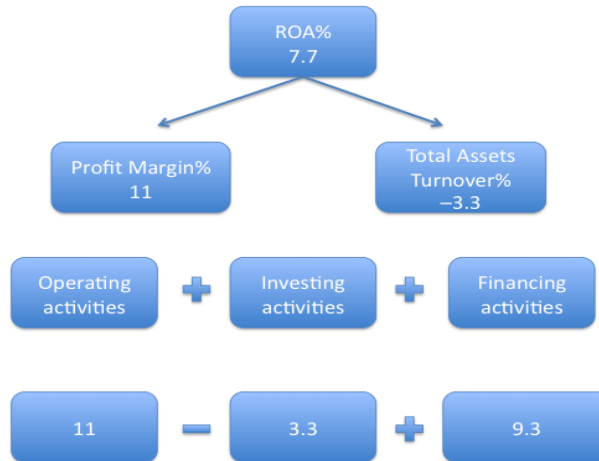 ROA%
7.7
Profit Margin%
11
Total Assets
Turnover%
–3.3
Operating
activities
+
Investing
activities
+
Financing
activities
11
–
3.3
+
9.3